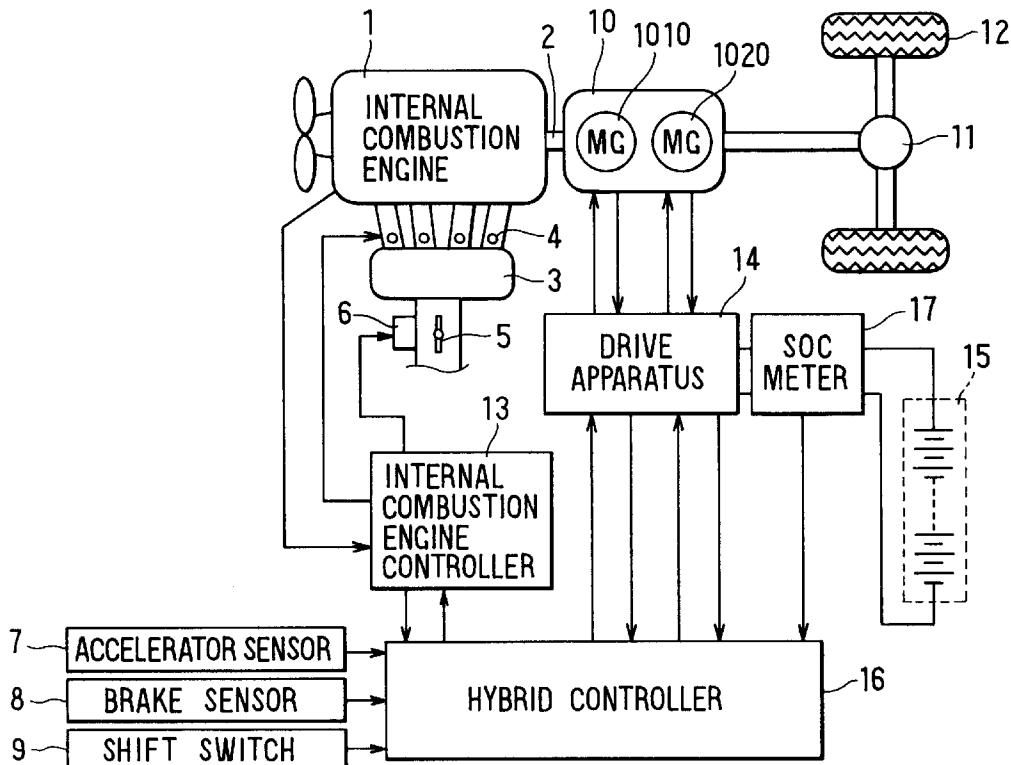 1
2
10
1010
1020
12
INTERNAL
COMBUSTION
ENGINE
MG
MG
11
4
3
14
6
5
17
DRIVE
APPARATUS
SOC
METER
15
13
INTERNAL
COMBUSTION
ENGINE
CONTROLLER
7
ACCELERATOR SENSOR
8
BRAKE SENSOR
9
SHIFT SWITCH
HYBRID CONTROLLER
16